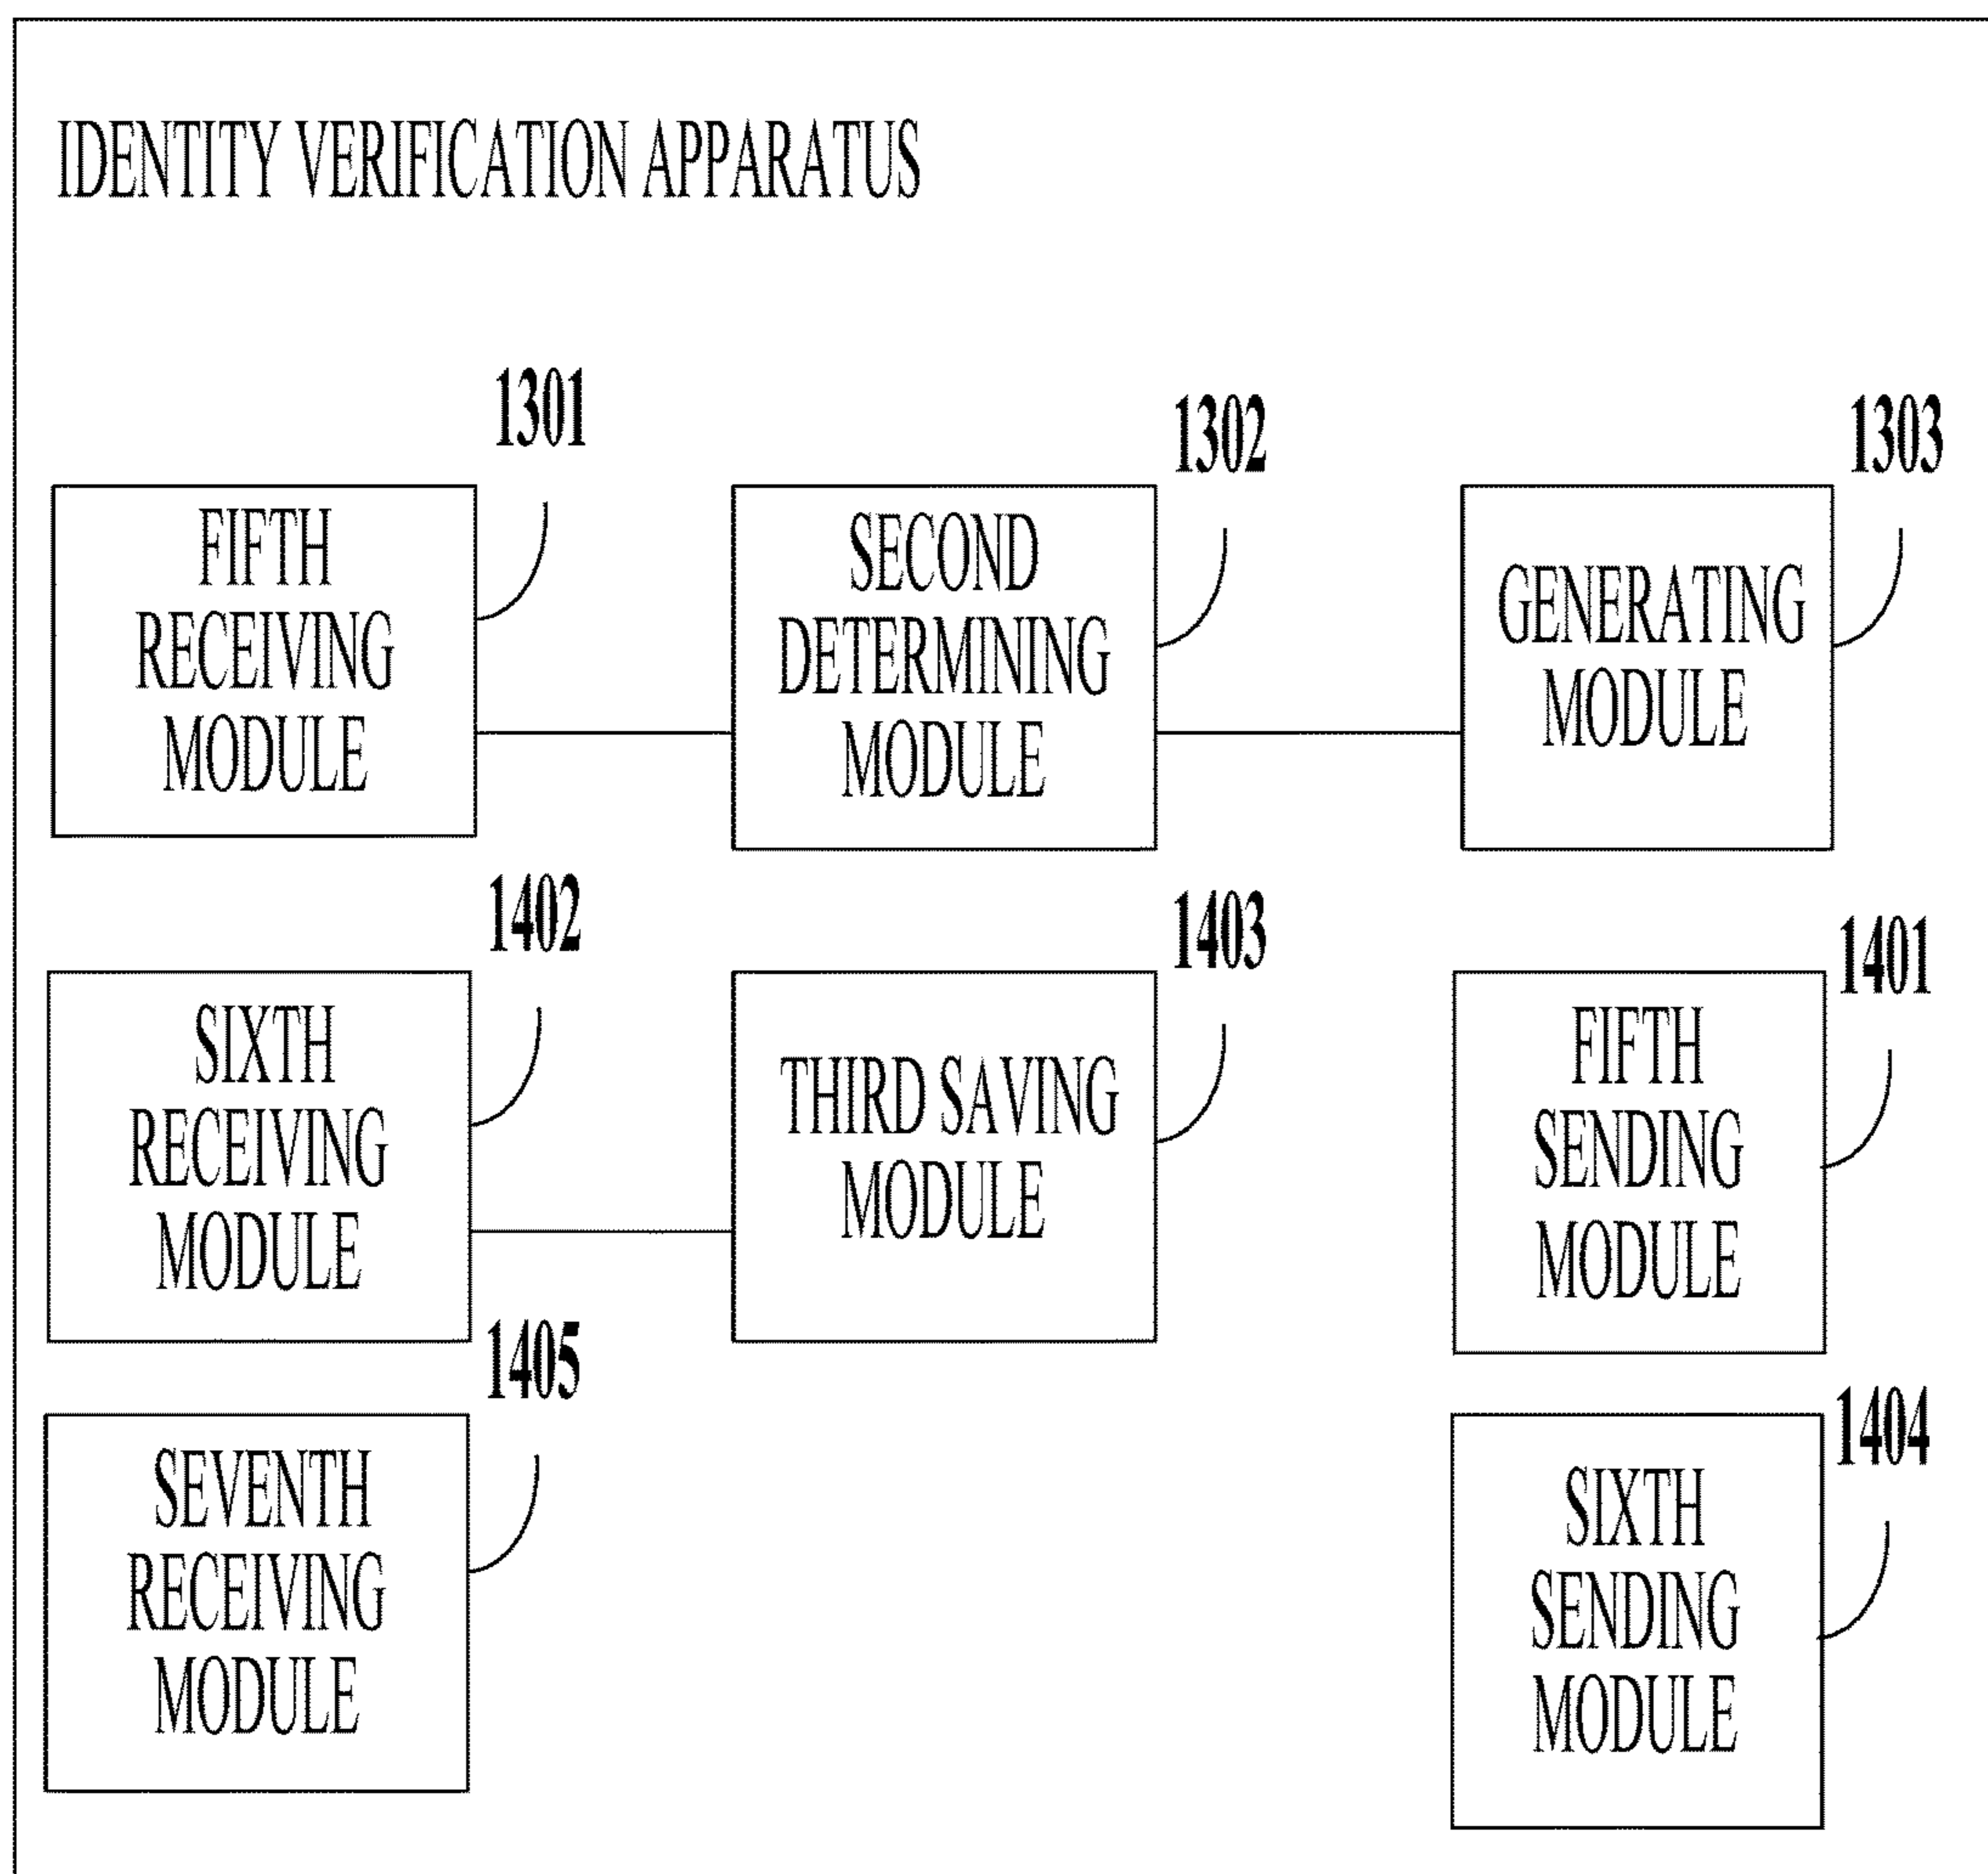 IDENTITY VERIFICATION APPARATUS
1301
FIFTH
RECEIVING
MODULE
1302
SECOND
DETERMINING
MODULE
1303
GENERATING
MODULE
1402
SIXTH
RECEIVING
MODULE
1403
THIRD SAVING
MODULE
1401
FIFTH
SENDING
MODULE
1405
SEVENTH
RECEIVING
MODULE
1404
SIXTH
SENDING
MODULE